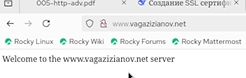 005-http-adv.pdf
Создание SSL сертифи
www.vagazizianov.net
Rocky Linux Rocky Wiki Rocky Forums Rocky Mattermost
Welcome to the www.vagazizianov.net server